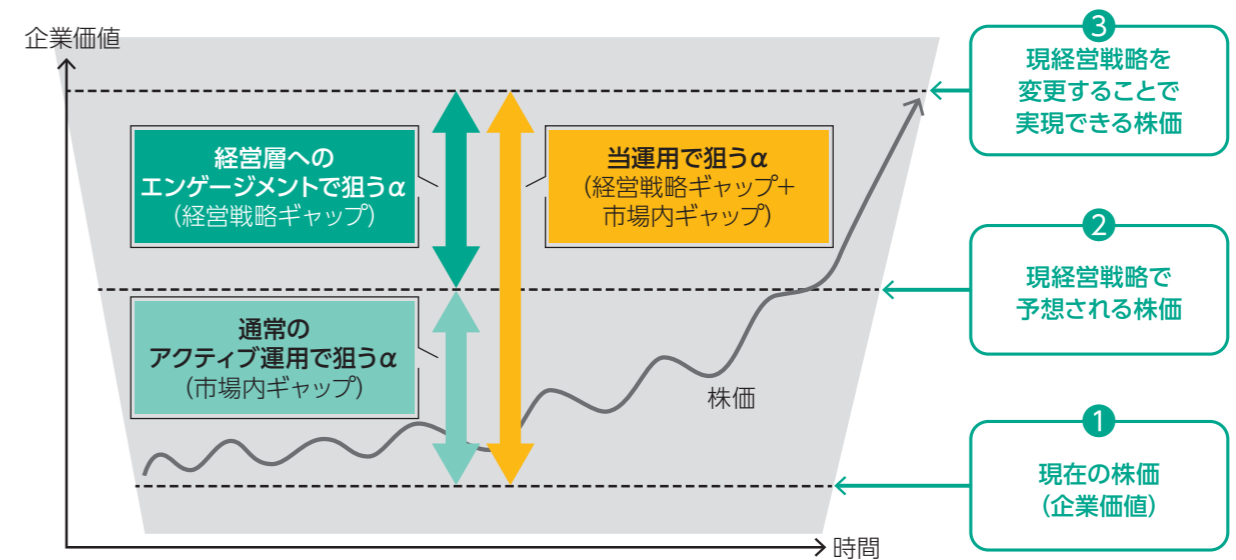 企業価値
経営層への
エンゲージメントで狙うα
（経営戦略ギャップ）
当運用で狙うα
（経営戦略ギャップ＋
市場内ギャップ）
通常の
アクティブ運用で狙うα
（市場内ギャップ）
株価
時間
3
現経営戦略を
変更することで
実現できる株価
2
現経営戦略で
予想される株価
1
現在の株価
（企業価値）